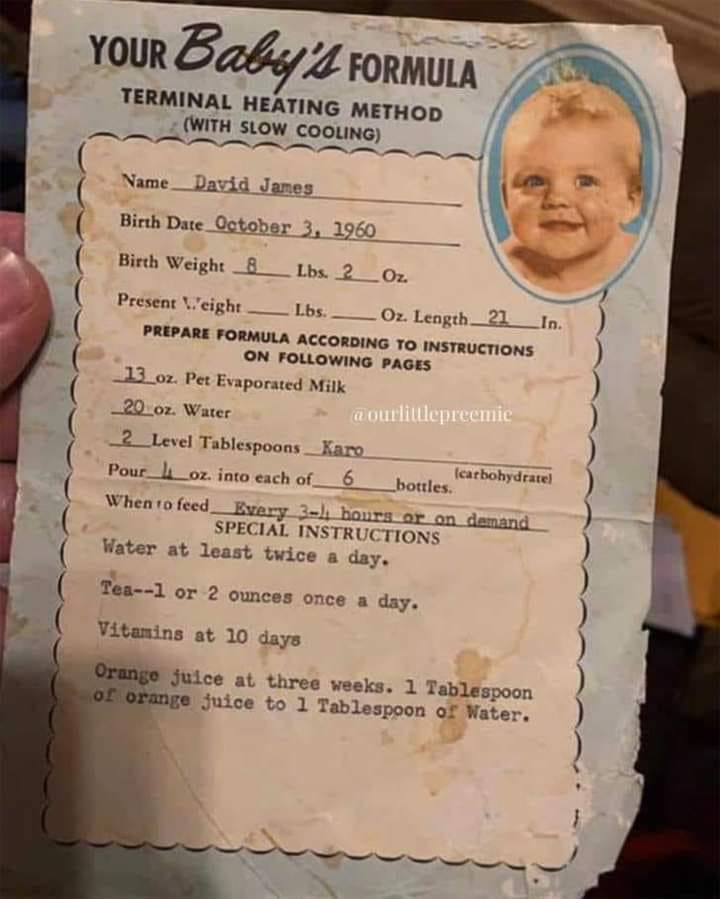 YOUR Baby's FORMULA
TERMINAL HEATING METHOD
(WITH SLOW COOLING)
Name David James
Birth Date October 3, 1960
Birth Weight 8 Lbs. 2 Oz.
Present Weight Lbs. Oz. Length 21 In.
PREPARE FORMULA ACCORDING TO INSTRUCTIONS
ON FOLLOWING PAGES
13 oz. Pet Evaporated Milk
20 oz. Water
@ourlittlepreemie
2 Level Tablespoons Karo
(carbohydrate)
Pour 4 oz. into each of 6 bottles.
When to feed Every 3-4 hours or on demand
SPECIAL INSTRUCTIONS
Water at least twice a day.
Tea--1 or 2 ounces once a day.
Vitamins at 10 days
Orange juice at three weeks. 1 Tablespoon
of orange juice to 1 Tablespoon of Water.